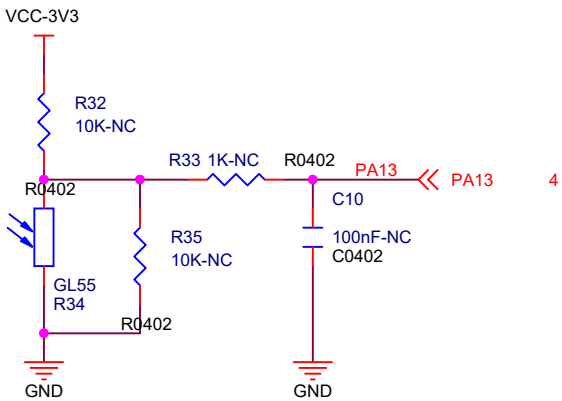 VCC-3V3
R32
10K-NC
R33 1K-NC
R0402
PA13
PA13
4
R0402
C10
R35
10K-NC
100nF-NC
C0402
GL55
R34
R0402
GND
GND